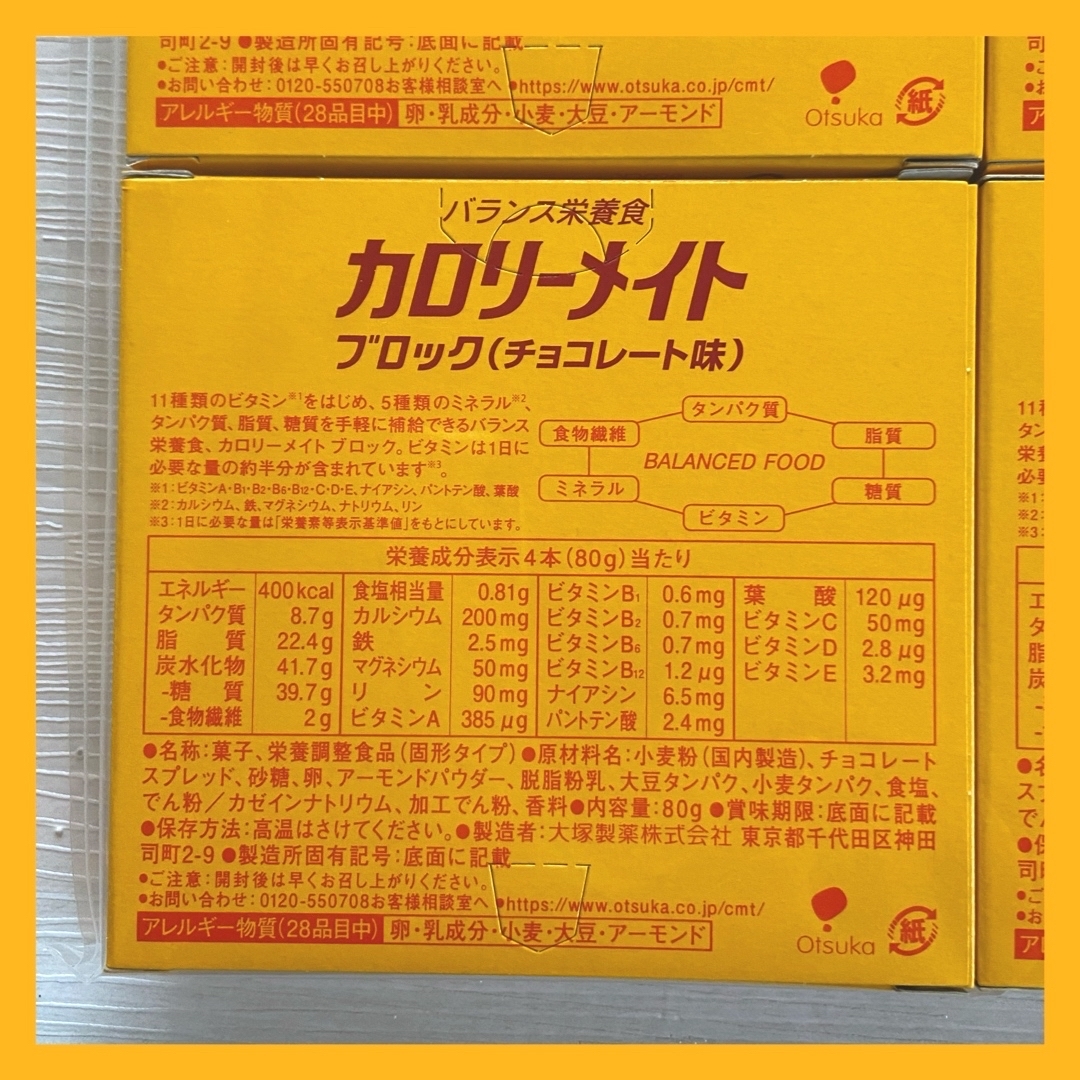 司町2-9 ●製造所固有記号:底面に記載
●ご注意:開封後は早くお召し上がりください。
●お問い合わせ:0120-550708お客様相談室へ ●https://www.otsuka.co.jp/cmt/
アレルギー物質(28品目中) 卵・乳成分・小麦・大豆・アーモンド
Otsuka
紙
バランス栄養食
カロリーメイト
ブロック(チョコレート味)
11種類のビタミン※1をはじめ、5種類のミネラル※2、
タンパク質、脂質、糖質を手軽に補給できるバランス
栄養食、カロリーメイト ブロック。ビタミンは1日に
必要な量の約半分が含まれています※3。
※1:ビタミンA・B1・B2・B6・B12・C・D・E、ナイアシン、パントテン酸、葉酸
※2:カルシウム、鉄、マグネシウム、ナトリウム、リン
※3:1日に必要な量は「栄養素等表示基準値」をもとにしています。
タンパク質
食物繊維 脂質
BALANCED FOOD
ミネラル 糖質
ビタミン
栄養成分表示4本(80g)当たり
エネルギー 400kcal 食塩相当量 0.81g ビタミンB1 0.6mg 葉酸 120μg
タンパク質 8.7g カルシウム 200mg ビタミンB2 0.7mg ビタミンC 50mg
脂質 22.4g 鉄 2.5mg ビタミンB6 0.7mg ビタミンD 2.8μg
炭水化物 41.7g マグネシウム 50mg ビタミンB12 1.2μg ビタミンE 3.2mg
-糖質 39.7g リン 90mg ナイアシン 6.5mg
-食物繊維 2g ビタミンA 385μg パントテン酸 2.4mg
●名称:菓子、栄養調整食品(固形タイプ) ●原材料名:小麦粉(国内製造)、チョコレート
スプレッド、砂糖、卵、アーモンドパウダー、脱脂粉乳、大豆タンパク、小麦タンパク、食塩、
でん粉/カゼインナトリウム、加工でん粉、香料●内容量:80g ●賞味期限:底面に記載
●保存方法:高温はさけてください。●製造者:大塚製薬株式会社 東京都千代田区神田
司町2-9 ●製造所固有記号:底面に記載
●ご注意:開封後は早くお召し上がりください。
●お問い合わせ:0120-550708お客様相談室へ ●https://www.otsuka.co.jp/cmt/
アレルギー物質(28品目中) 卵・乳成分・小麦・大豆・アーモンド
Otsuka
紙